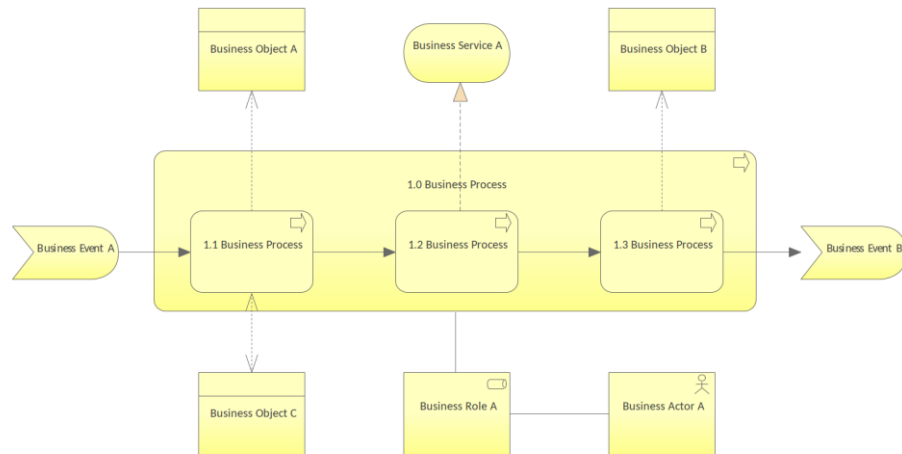 Business Object A
Business Service A
Business Object B
1.0 Business Process
Business Event A
1.1 Business Process
1.2 Business Process
1.3 Business Process
Business Event B
Business Object C
Business Role A
Business Actor A